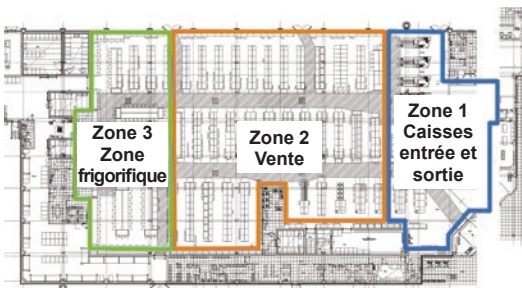 Zone 3
Zone
frigorifique
Zone 2
Vente
Zone 1
Caisses
entrée et
sortie